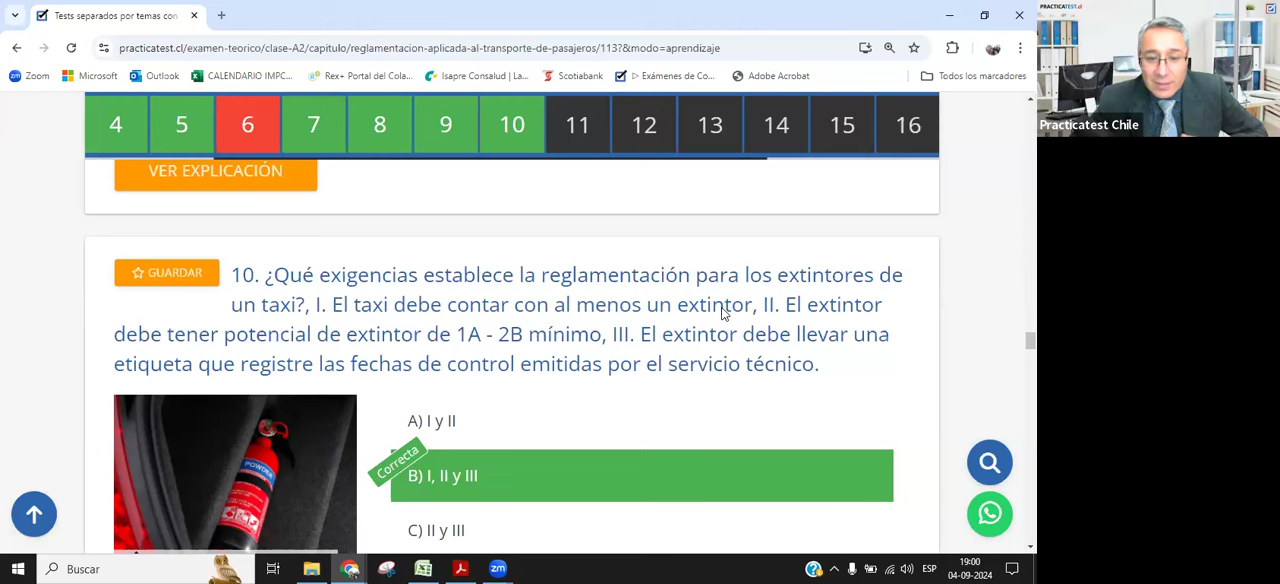 Tests separados por temas con
practicatest.cl/examen-teorico/clase-A2/capitulo/reglamentacion-aplicada-al-transporte-de-pasajeros/113?&modo=aprendizaje
Zoom
Microsoft
Outlook
CALENDARIO IMPC...
Rex+ Portal del Cola...
Isapre Consalud | La...
Scotiabank
▷ Exámenes de Co...
Adobe Acrobat
Todos los marcadores
PRACTICATEST.cl
Practicatest Chile
4 5 6 7 8 9 10 11 12 13 14 15 16
VER EXPLICACIÓN
GUARDAR
10. ¿Qué exigencias establece la reglamentación para los extintores de
un taxi?, I. El taxi debe contar con al menos un extintor, II. El extintor
debe tener potencial de extintor de 1A - 2B mínimo, III. El extintor debe llevar una
etiqueta que registre las fechas de control emitidas por el servicio técnico.
POWDER
A) I y II
Correcta
B) I, II y III
C) II y III
Buscar
ESP
19:00
04-09-2024